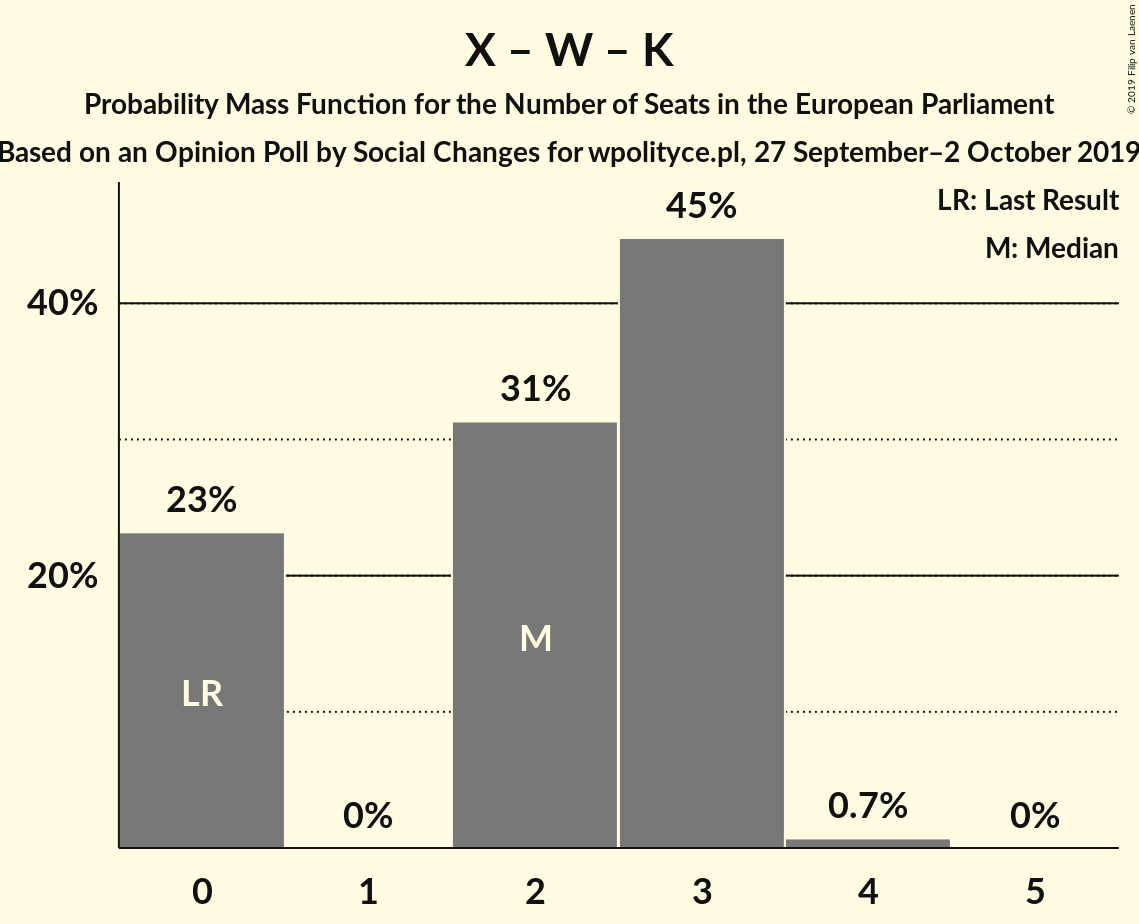 X – W – K
Probability Mass Function for the Number of Seats in the European Parliament
Based on an Opinion Poll by Social Changes for wpolityce.pl, 27 September–2 October 2019
© 2019 Filip van Laenen
LR: Last Result
M: Median
45%
40%
31%
23%
20%
LR
M
0%
0.7%
0%
0 1 2 3 4 5